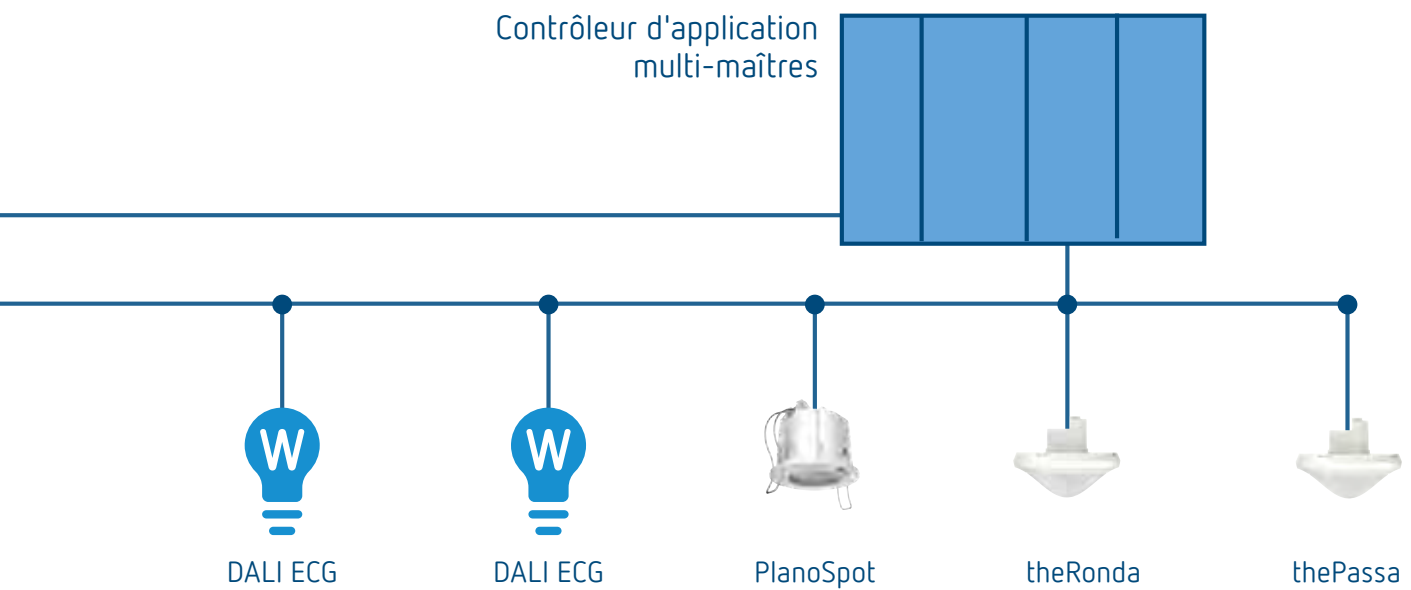 Contrôleur d'application
multi-maîtres
W
W
DALI ECG
DALI ECG
PlanoSpot
theRonda
thePassa